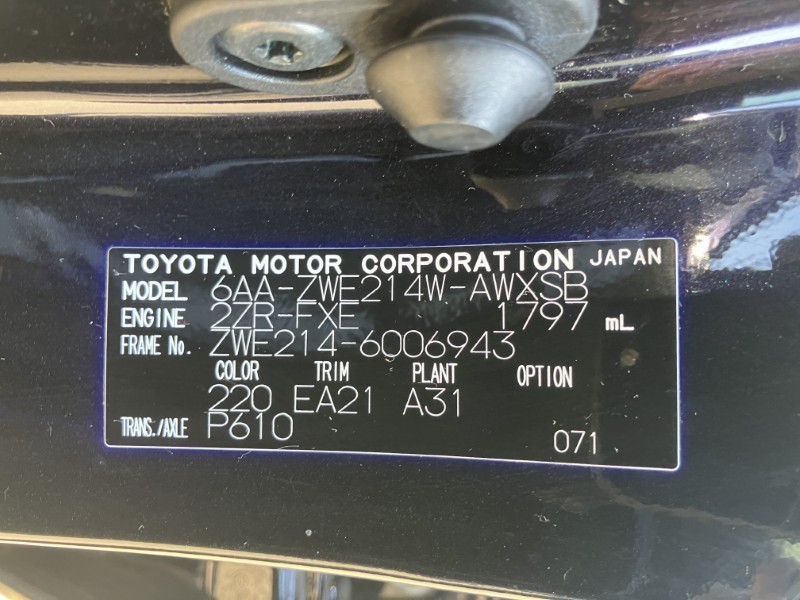 TOYOTA MOTOR CORPORATION JAPAN
MODEL 6AA-ZWE214W-AWXSB
ENGINE 2ZR-FXE 1797 mL
FRAME No. ZWE214-6006943
COLOR TRIM PLANT OPTION
220 EA21 A31
TRANS./AXLE P610
071